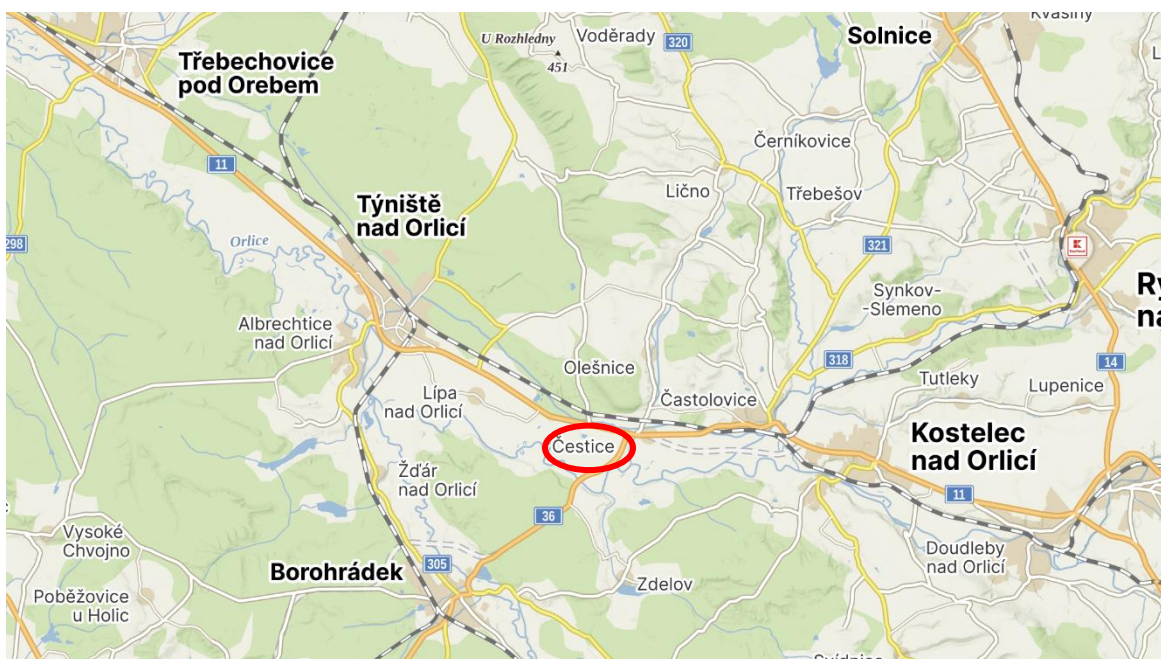 Kvasiny
U Rozhledny
451
Voděrady
320
Solnice
Třebechovice
pod Orebem
Černíkovice
11
Lično
Třebešov
Týniště
nad Orlicí
298
Orlice
321
Synkov-
-Slemeno
Ry
na
Albrechtice
nad Orlicí
318
14
Olešnice
Tutleky
Lupenice
Lípa
nad Orlicí
Častolovice
Čestice
Kostelec
nad Orlicí
Žďár
nad Orlicí
11
36
Vysoké
Chvojno
Doudleby
nad Orlicí
Borohrádek
305
Zdelov
Poběžovice
u Holic